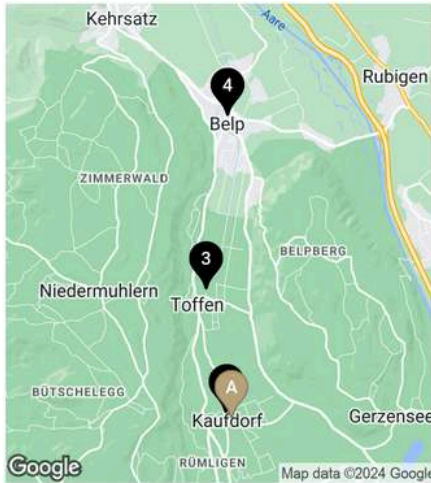 Kehrsatz
Aare
4
Rubigen
Belp
ZIMMERWALD
3
BELPBERG
Niedermuhlern
Toffen
A
BÜTSCHELEGG
Kaufdorf
Gerzensee
RÜMLIGEN
Google
Map data ©2024 Google